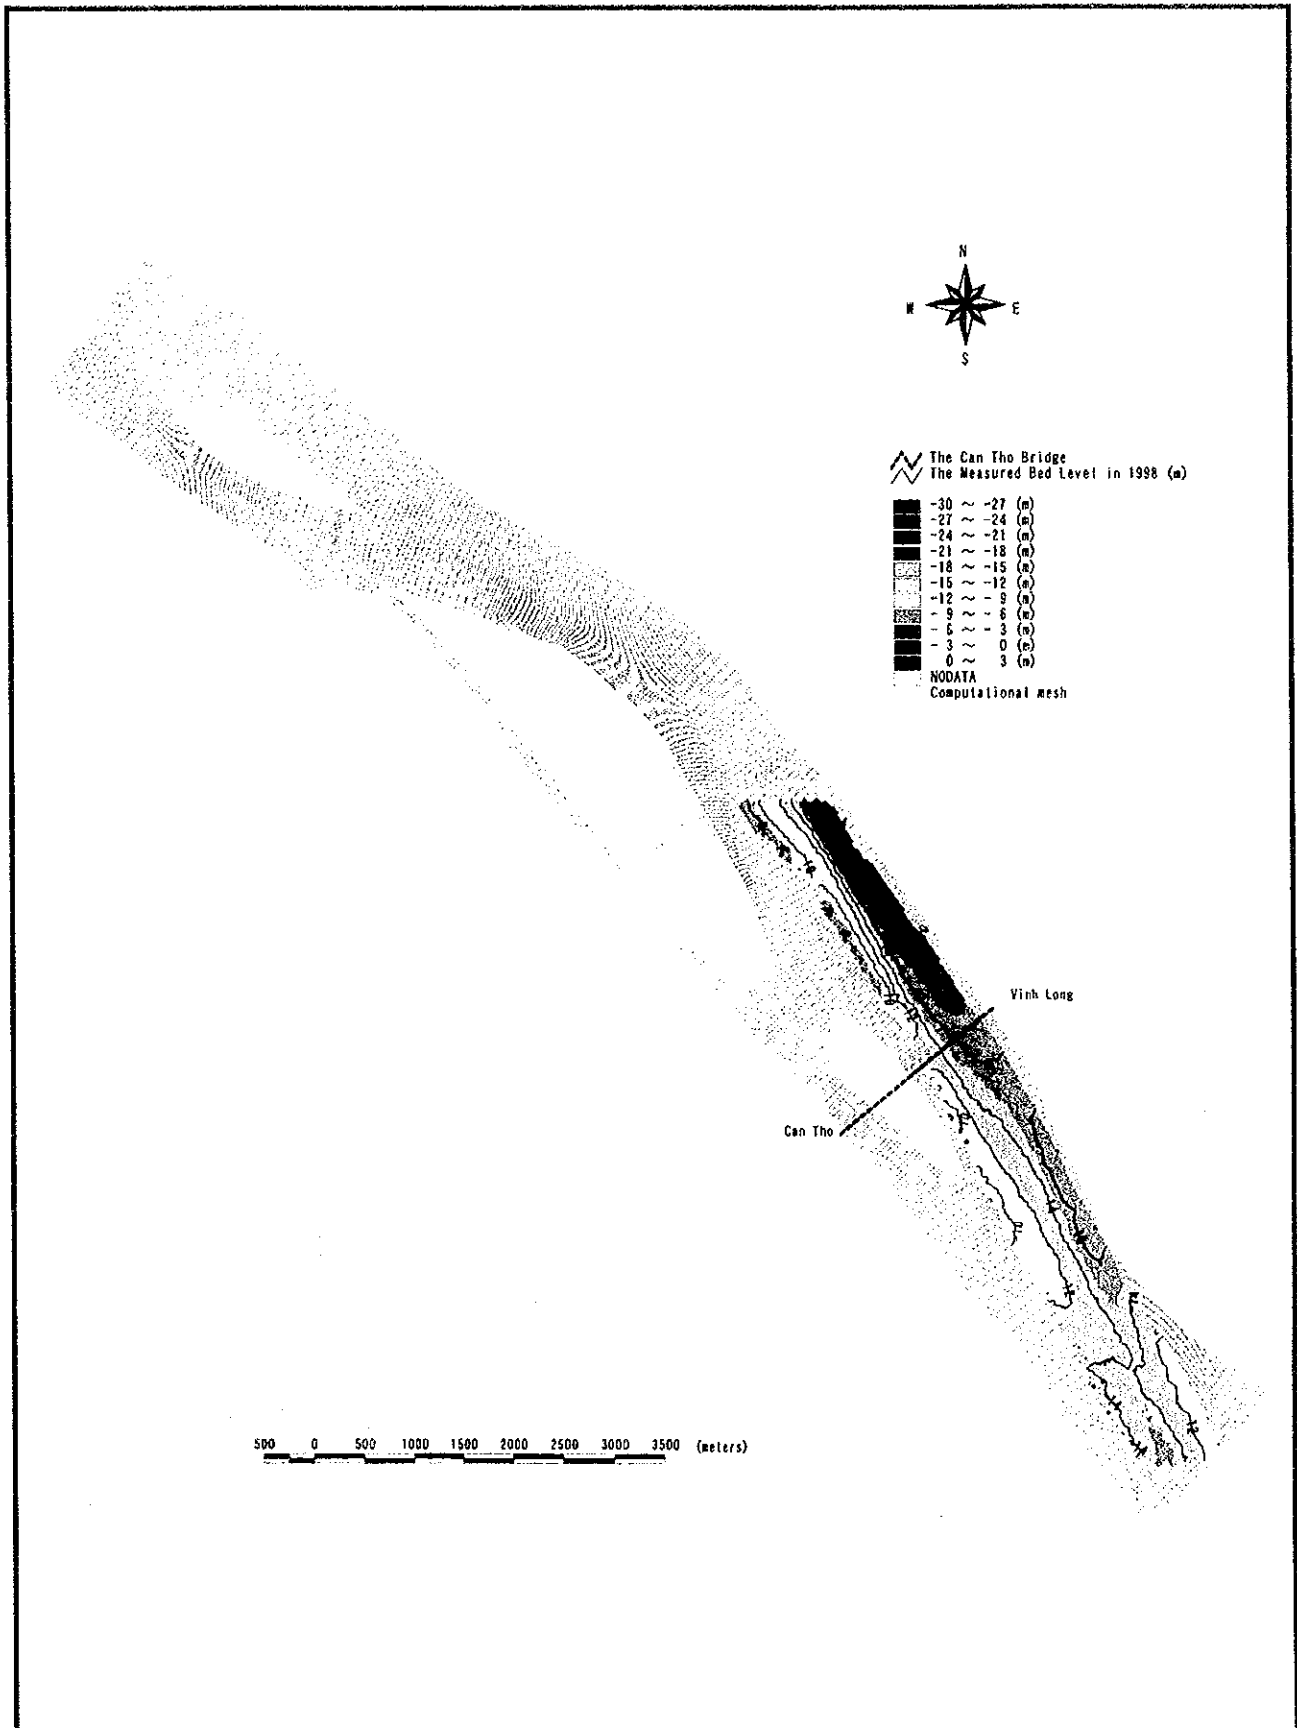 N
W E
S
The Can Tho Bridge
The Measured Bed Level in 1998 (m)
-30 ~ -27 (m)
-27 ~ -24 (m)
-24 ~ -21 (m)
-21 ~ -18 (m)
-18 ~ -15 (m)
-15 ~ -12 (m)
-12 ~ - 9 (m)
- 9 ~ - 6 (m)
- 6 ~ - 3 (m)
- 3 ~ 0 (m)
0 ~ 3 (m)
NODATA
Computational mesh
Vinh Long
Can Tho
500 0 500 1000 1500 2000 2500 3000 3500 (meters)